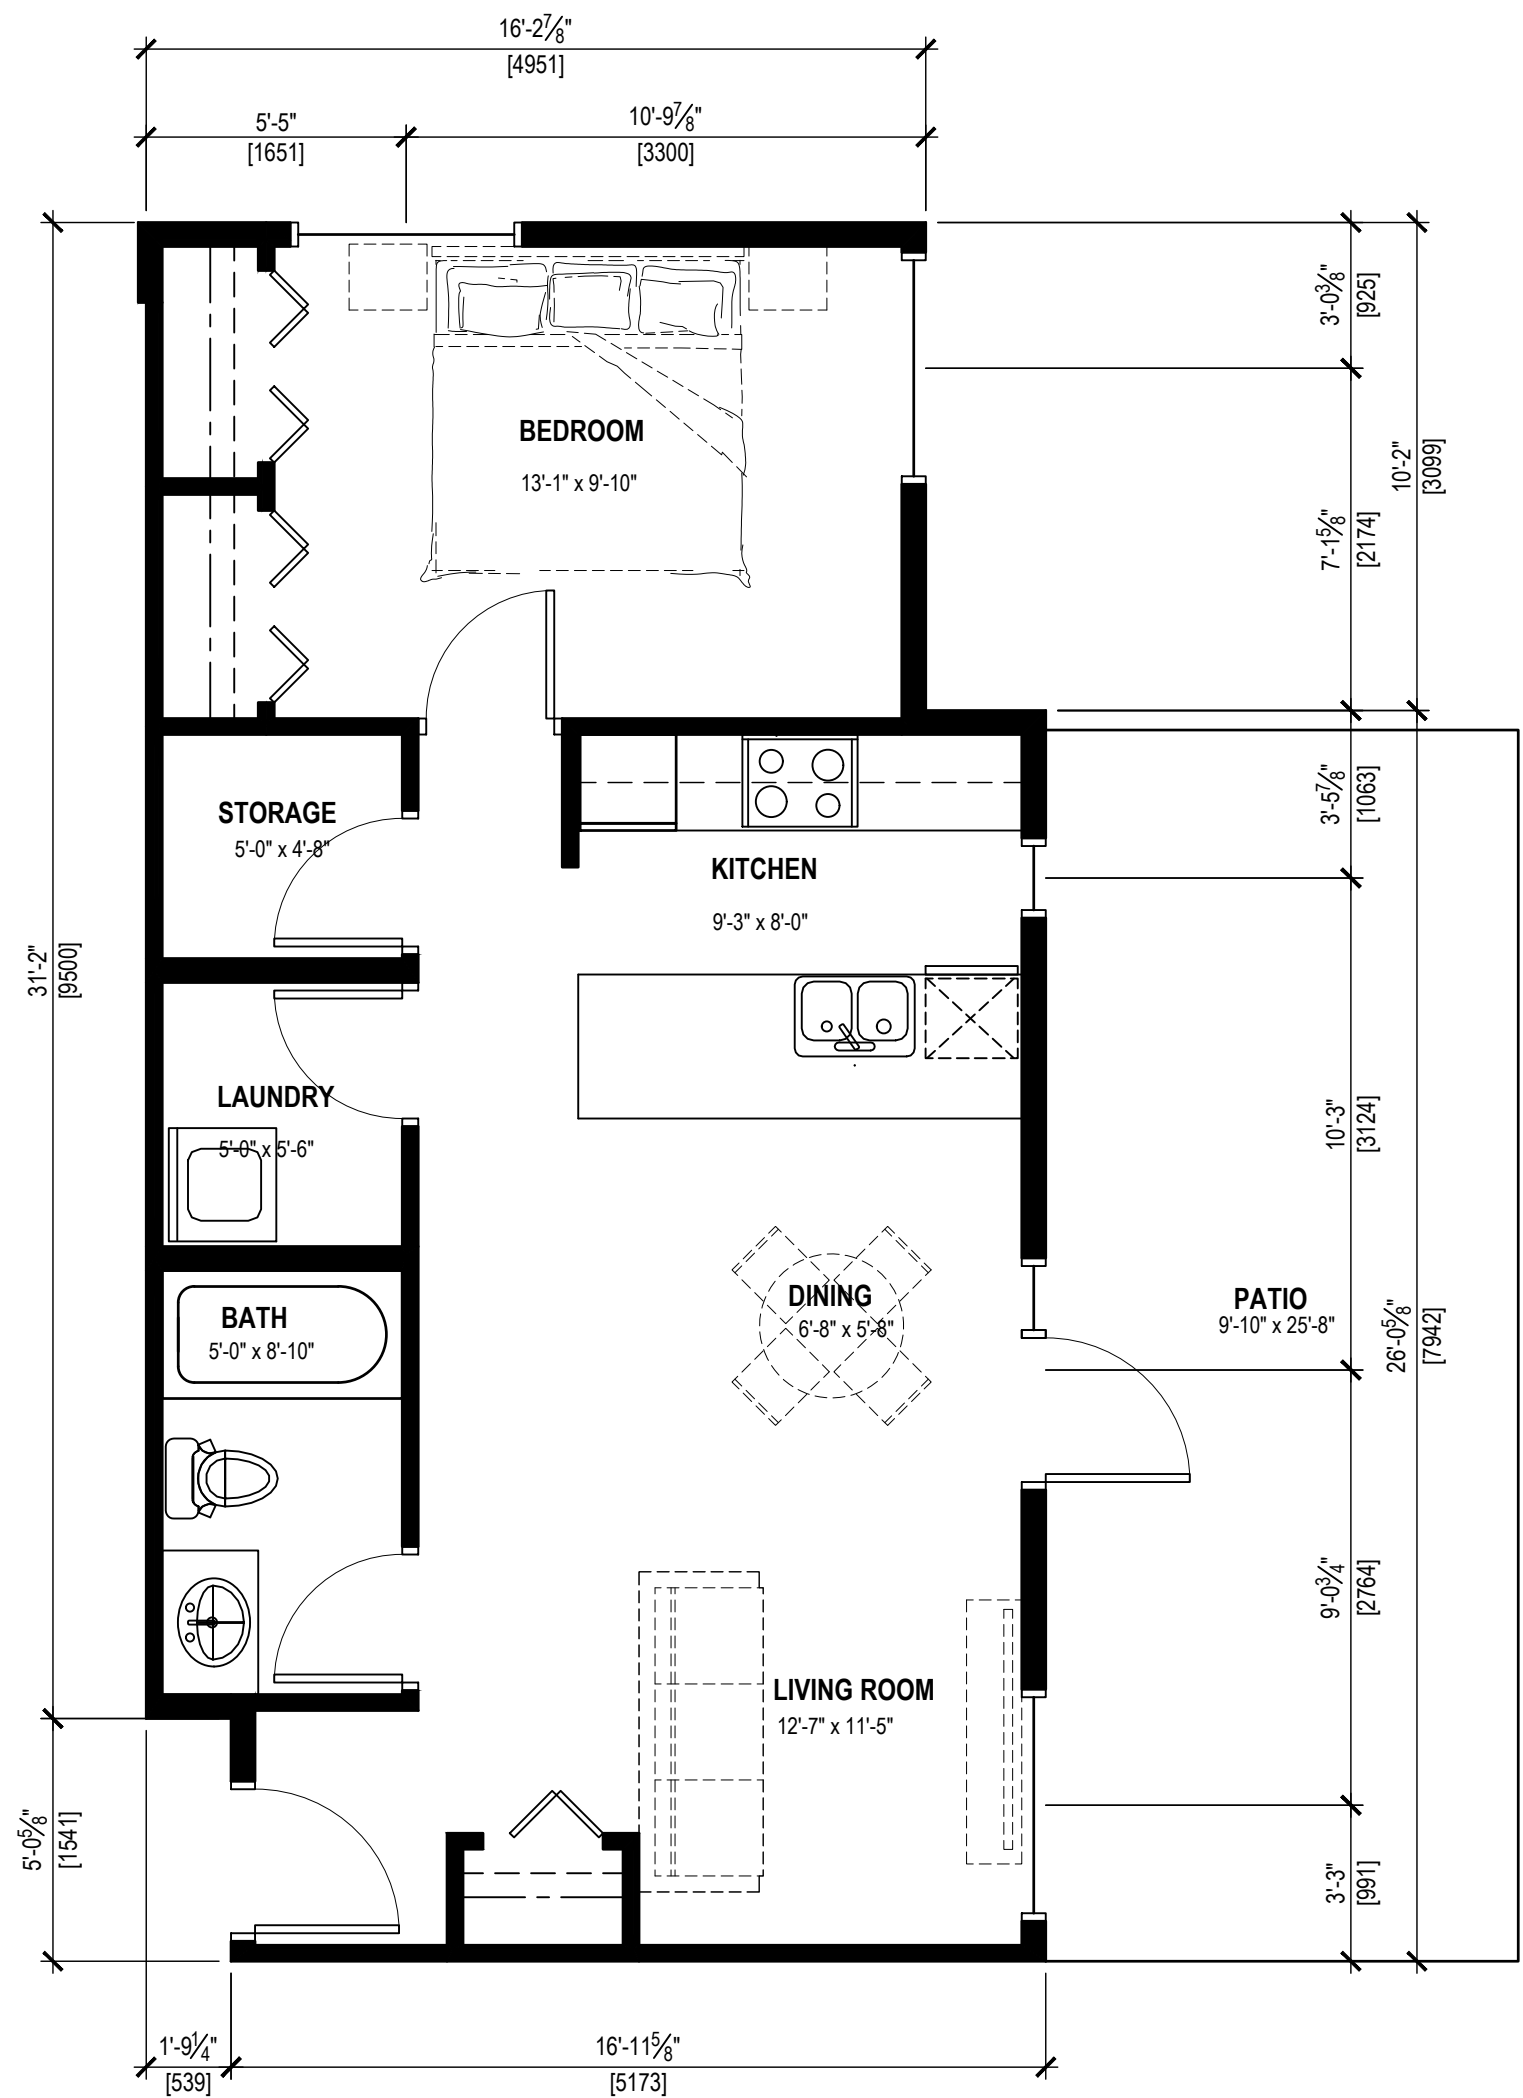 16'-2⅞"
[4951]
5'-5"
[1651]
10'-9⅞"
[3300]
3'-0⅜"
[925]
10'-2"
[3099]
7'-1⅝"
[2174]
BEDROOM
13'-1" x 9'-10"
STORAGE
5'-0" x 4'-8"
KITCHEN
9'-3" x 8'-0"
3'-5⅞"
[1063]
31'-2"
[9500]
LAUNDRY
5'-0" x 5'-6"
10'-3"
[3124]
BATH
5'-0" x 8'-10"
DINING
6'-8" x 5'-8"
PATIO
9'-10" x 25'-8"
26'-0⅝"
[7942]
9'-0¾"
[2764]
LIVING ROOM
12'-7" x 11'-5"
5'-0⅝"
[1541]
3'-3"
[991]
1'-9¼"
[539]
16'-11⅝"
[5173]